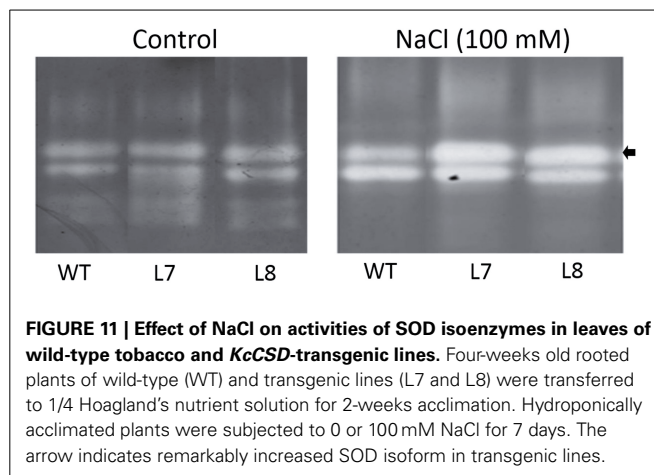 Control
NaCl (100 mM)
WT
L7
L8
WT
L7
L8
FIGURE 11 | Effect of NaCl on activities of SOD isoenzymes in leaves of
wild-type tobacco and KcCSD-transgenic lines. Four-weeks old rooted
plants of wild-type (WT) and transgenic lines (L7 and L8) were transferred
to 1/4 Hoagland's nutrient solution for 2-weeks acclimation. Hydroponically
acclimated plants were subjected to 0 or 100 mM NaCl for 7 days. The
arrow indicates remarkably increased SOD isoform in transgenic lines.